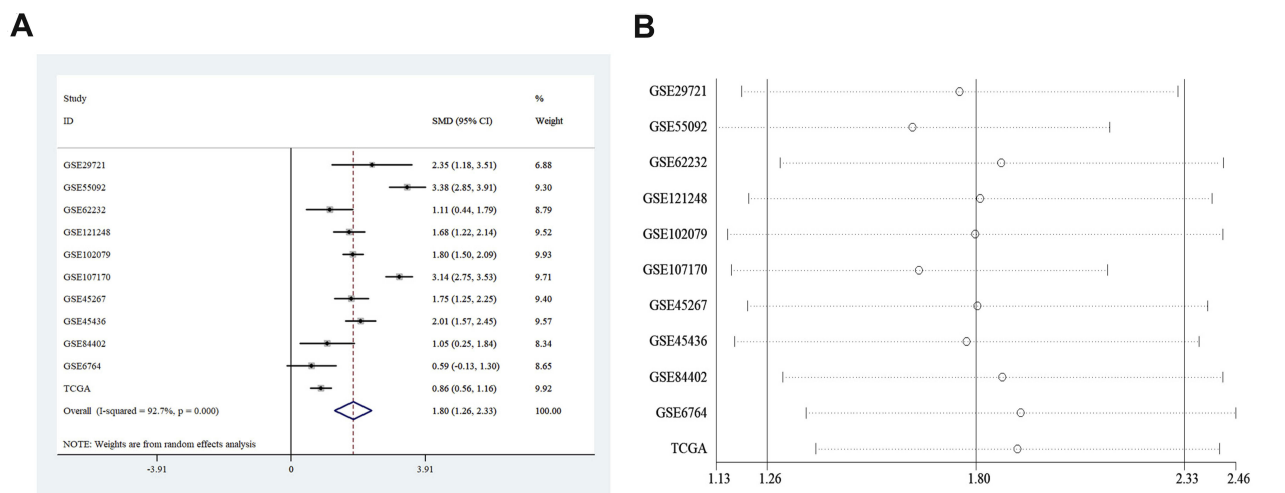 A
Study %
ID SMD (95% CI) Weight
GSE29721 2.35 (1.18, 3.51) 6.88
GSE55092 3.38 (2.85, 3.91) 9.30
GSE62232 1.11 (0.44, 1.79) 8.79
GSE121248 1.68 (1.22, 2.14) 9.52
GSE102079 1.80 (1.50, 2.09) 9.93
GSE107170 3.14 (2.75, 3.53) 9.71
GSE45267 1.75 (1.25, 2.25) 9.40
GSE45436 2.01 (1.57, 2.45) 9.57
GSE84402 1.05 (0.25, 1.84) 8.34
GSE6764 0.59 (-0.13, 1.30) 8.65
TCGA 0.86 (0.56, 1.16) 9.92
Overall (I-squared = 92.7%, p = 0.000) 1.80 (1.26, 2.33) 100.00
NOTE: Weights are from random effects analysis
-3.91 0 3.91
B
GSE29721
GSE55092
GSE62232
GSE121248
GSE102079
GSE107170
GSE45267
GSE45436
GSE84402
GSE6764
TCGA
1.13 1.26 1.80 2.33 2.46